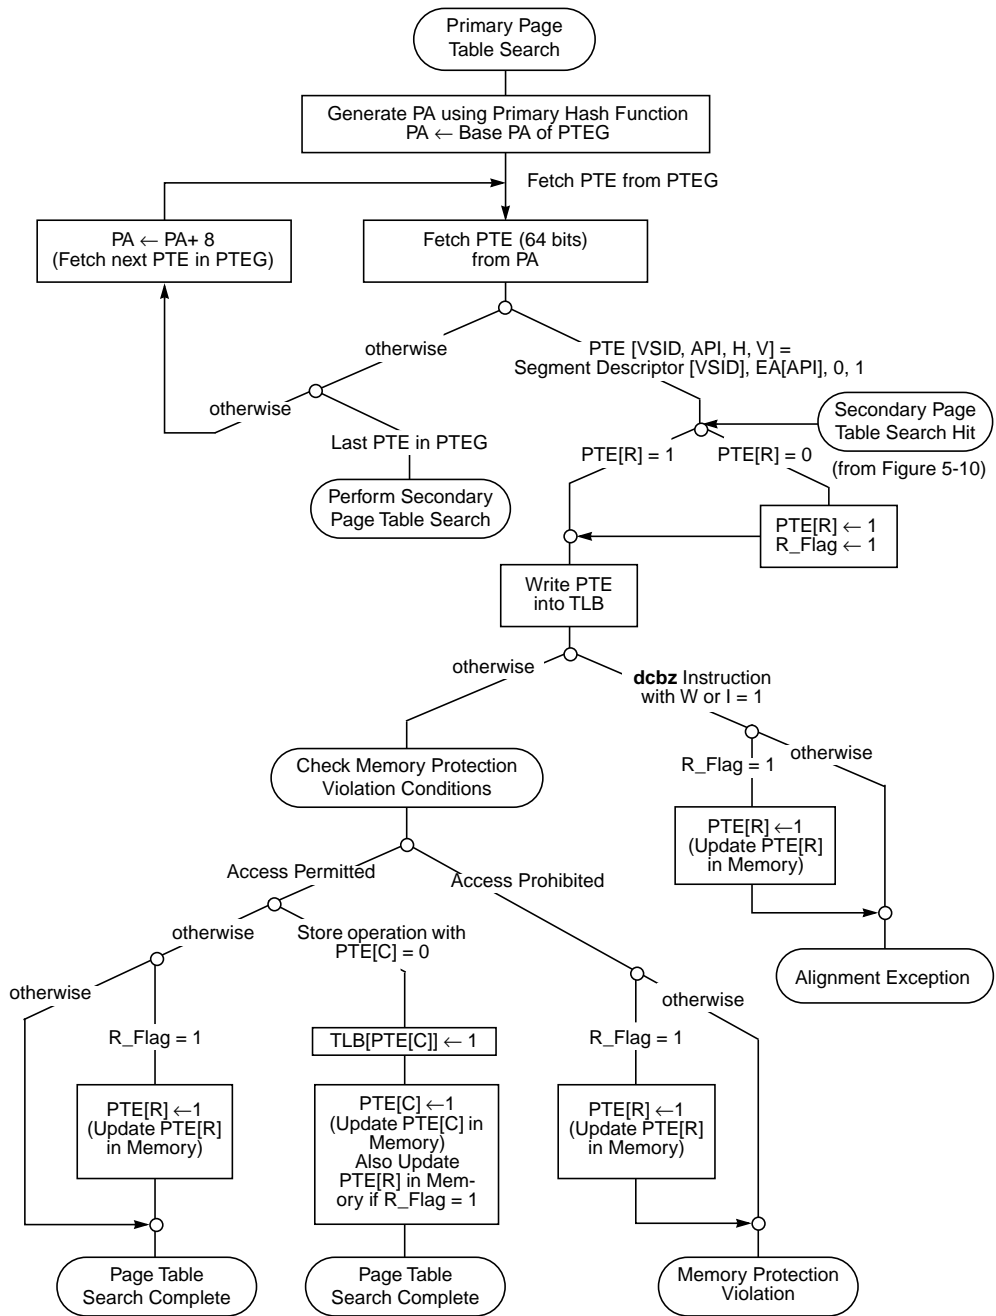 Primary Page
Table Search
Generate PA using Primary Hash Function
PA ← Base PA of PTEG
Fetch PTE from PTEG
PA ← PA+ 8
(Fetch next PTE in PTEG)
Fetch PTE (64 bits)
from PA
otherwise
PTE [VSID, API, H, V] =
Segment Descriptor [VSID], EA[API], 0, 1
otherwise
Last PTE in PTEG
Perform Secondary
Page Table Search
Secondary Page
Table Search Hit
(from Figure 5-10)
PTE[R] = 1
PTE[R] = 0
PTE[R] ← 1
R_Flag ← 1
Write PTE
into TLB
otherwise
dcbz Instruction
with W or I = 1
Check Memory Protection
Violation Conditions
R_Flag = 1
otherwise
PTE[R] ←1
(Update PTE[R]
in Memory)
Alignment Exception
Access Permitted
Access Prohibited
otherwise
Store operation with
PTE[C] = 0
otherwise
R_Flag = 1
TLB[PTE[C]] ← 1
R_Flag = 1
otherwise
PTE[R] ←1
(Update PTE[R]
in Memory)
PTE[C] ←1
(Update PTE[C] in
Memory)
Also Update
PTE[R] in Mem-
ory if R_Flag = 1
PTE[R] ←1
(Update PTE[R]
in Memory)
Page Table
Search Complete
Page Table
Search Complete
Memory Protection
Violation